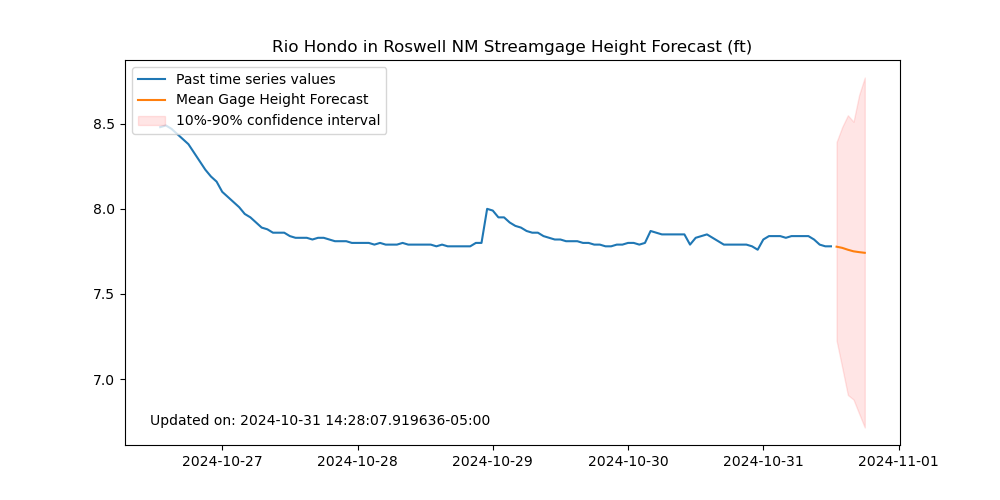 Rio Hondo in Roswell NM Streamgage Height Forecast (ft)
Past time series values
Mean Gage Height Forecast
10%-90% confidence interval
8.5
8.0
7.5
7.0
Updated on: 2024-10-31 14:28:07.919636-05:00
2024-10-27
2024-10-28
2024-10-29
2024-10-30
2024-10-31
2024-11-01